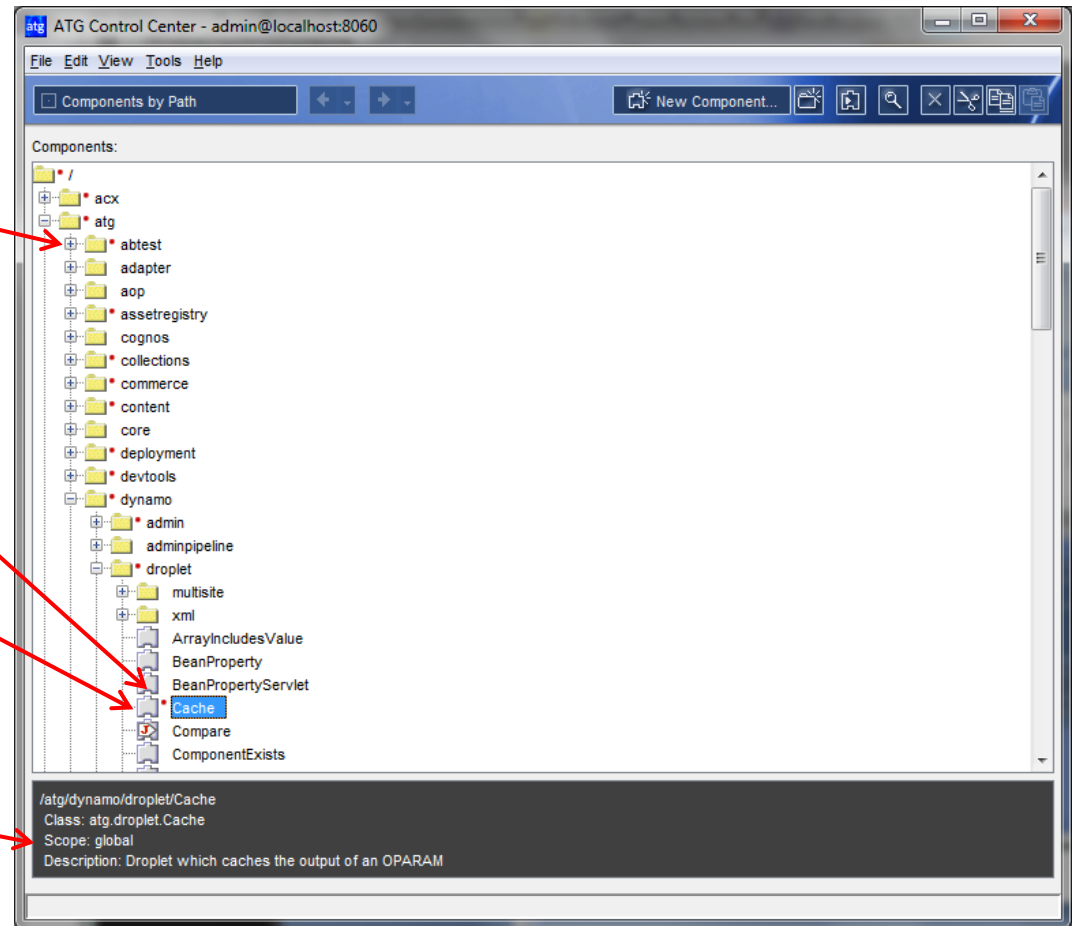 atg ATG Control Center - admin@localhost:8060
File Edit View Tools Help
Components by Path
New Component...
Components:
/
acx
atg
abtest
adapter
aop
assetregistry
cognos
collections
commerce
content
core
deployment
devtools
dynamo
admin
adminpipeline
droplet
multisite
xml
ArrayIncludesValue
BeanProperty
BeanPropertyServlet
Cache
J Compare
ComponentExists
/atg/dynamo/droplet/Cache
Class: atg.droplet.Cache
Scope: global
Description: Droplet which caches the output of an OPARAM